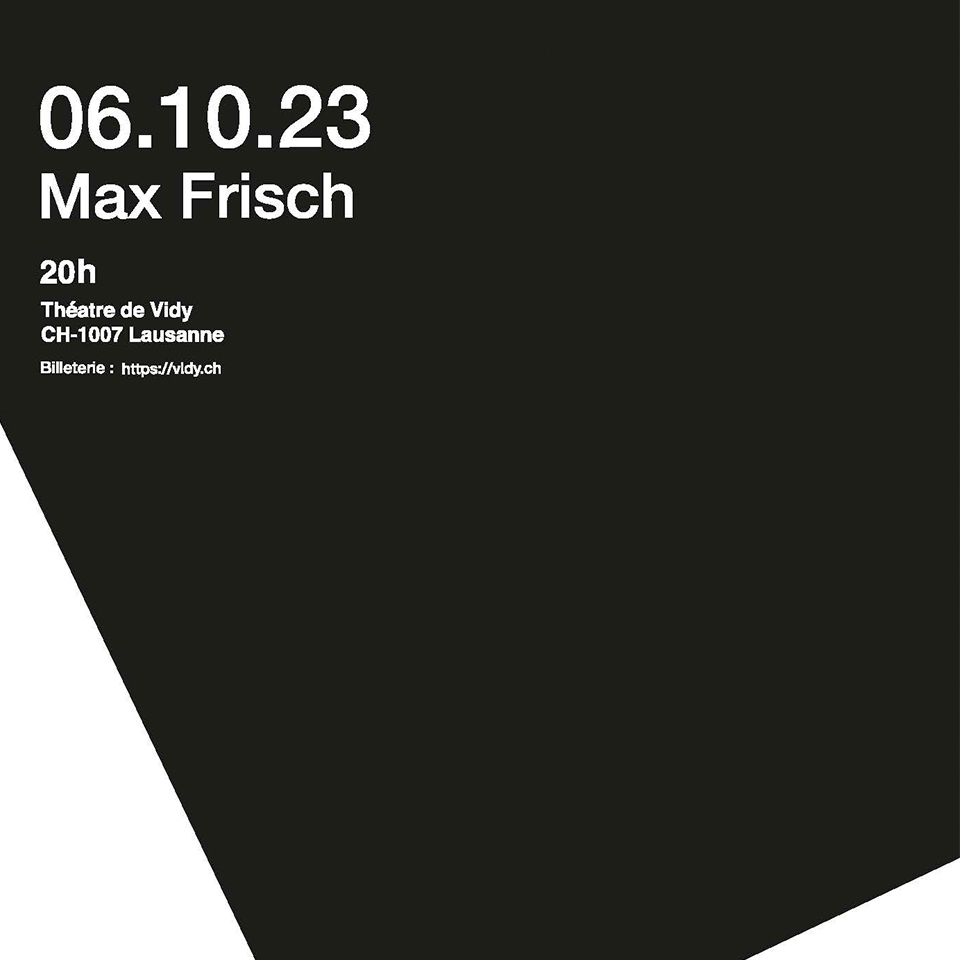 06.10.23
Max Frisch
20h
Théatre de Vidy
CH-1007 Lausanne
Billeterie : https://vidy.ch